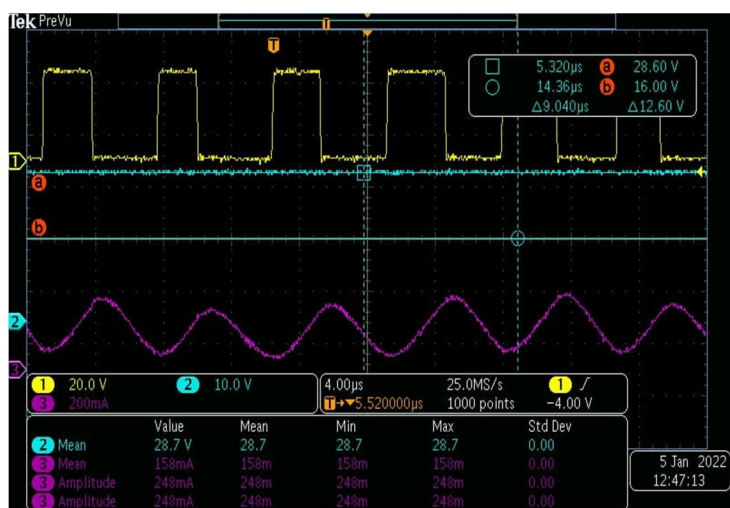 Tek PreVu
T
T
5.320µs a 28.60 V
14.36µs b 16.00 V
Δ9.040µs Δ12.60 V
1
a
b
2
3
1 20.0 V 2 10.0 V
3 200mA
4.00µs 25.0MS/s 1
T→▼5.520000µs 1000 points −4.00 V
Value Mean Min Max Std Dev
2 Mean 28.7 V 28.7 28.7 28.7 0.00
3 Mean 158mA 158m 158m 158m 0.00
3 Amplitude 248mA 248m 248m 248m 0.00
3 Amplitude 248mA 248m 248m 248m 0.00
5 Jan 2022
12:47:13